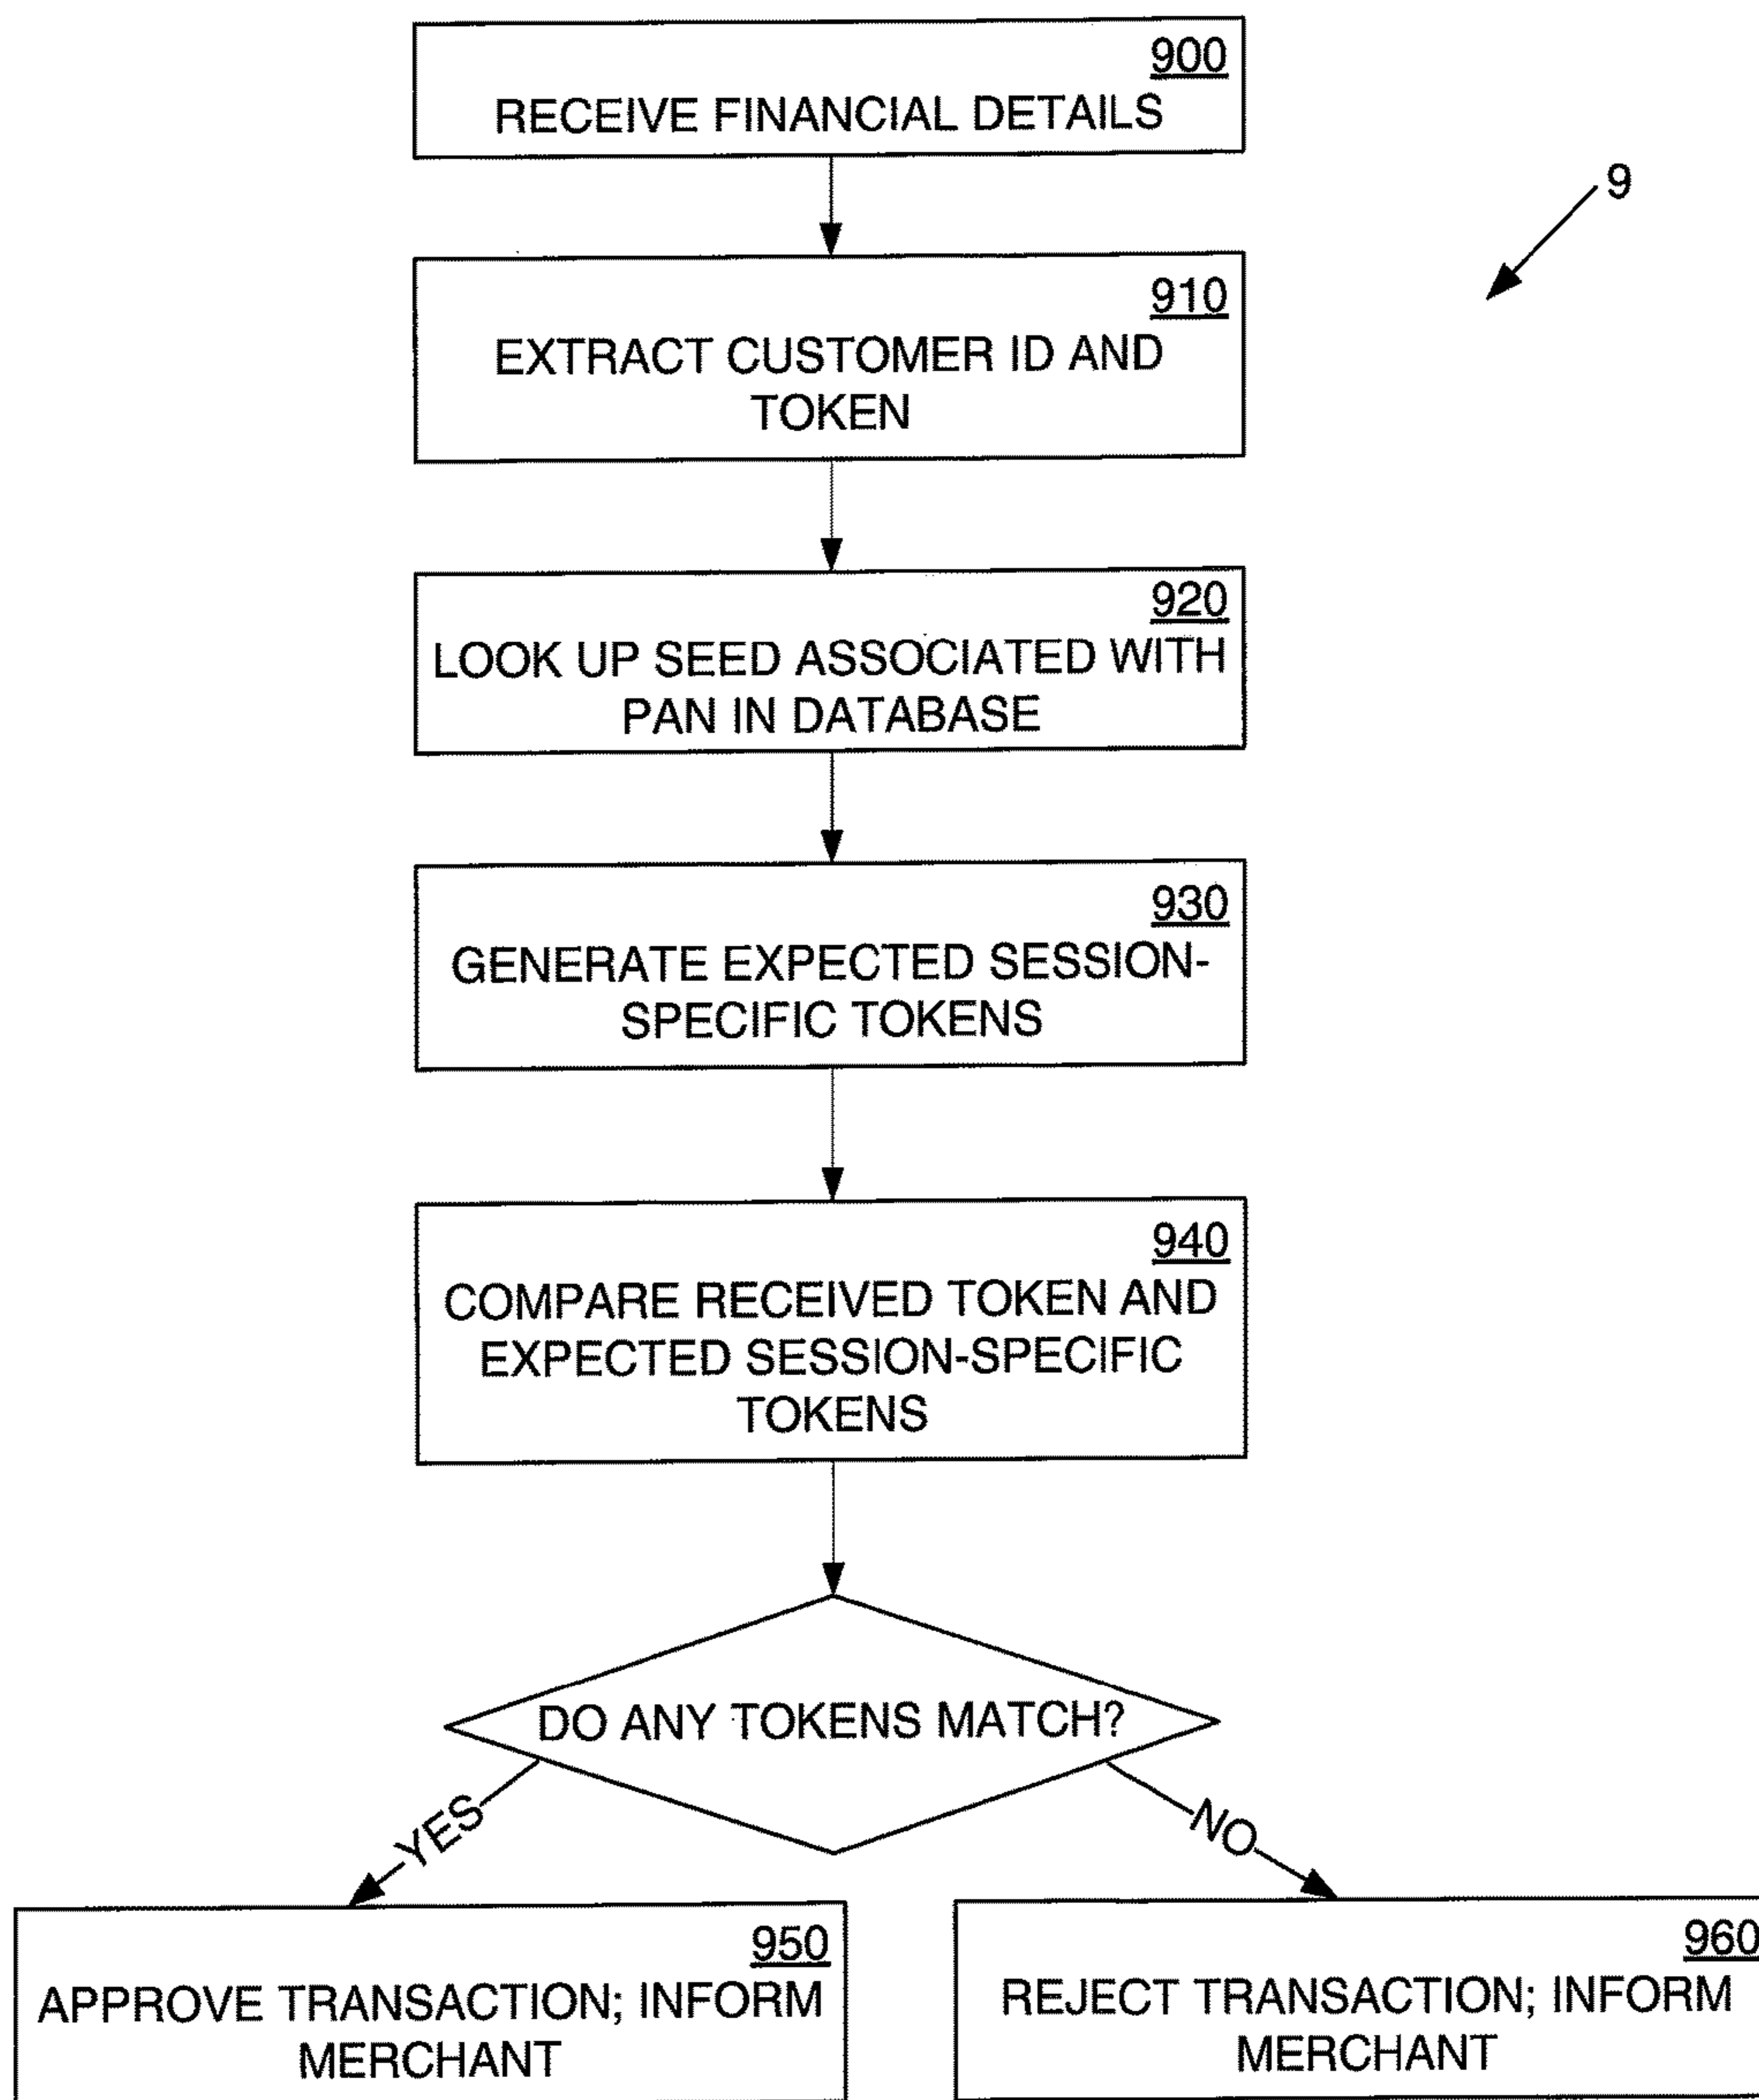 900
RECEIVE FINANCIAL DETAILS
9
910
EXTRACT CUSTOMER ID AND
TOKEN
920
LOOK UP SEED ASSOCIATED WITH
PAN IN DATABASE
930
GENERATE EXPECTED SESSION-
SPECIFIC TOKENS
940
COMPARE RECEIVED TOKEN AND
EXPECTED SESSION-SPECIFIC
TOKENS
DO ANY TOKENS MATCH?
YES
NO
950
APPROVE TRANSACTION; INFORM
MERCHANT
960
REJECT TRANSACTION; INFORM
MERCHANT